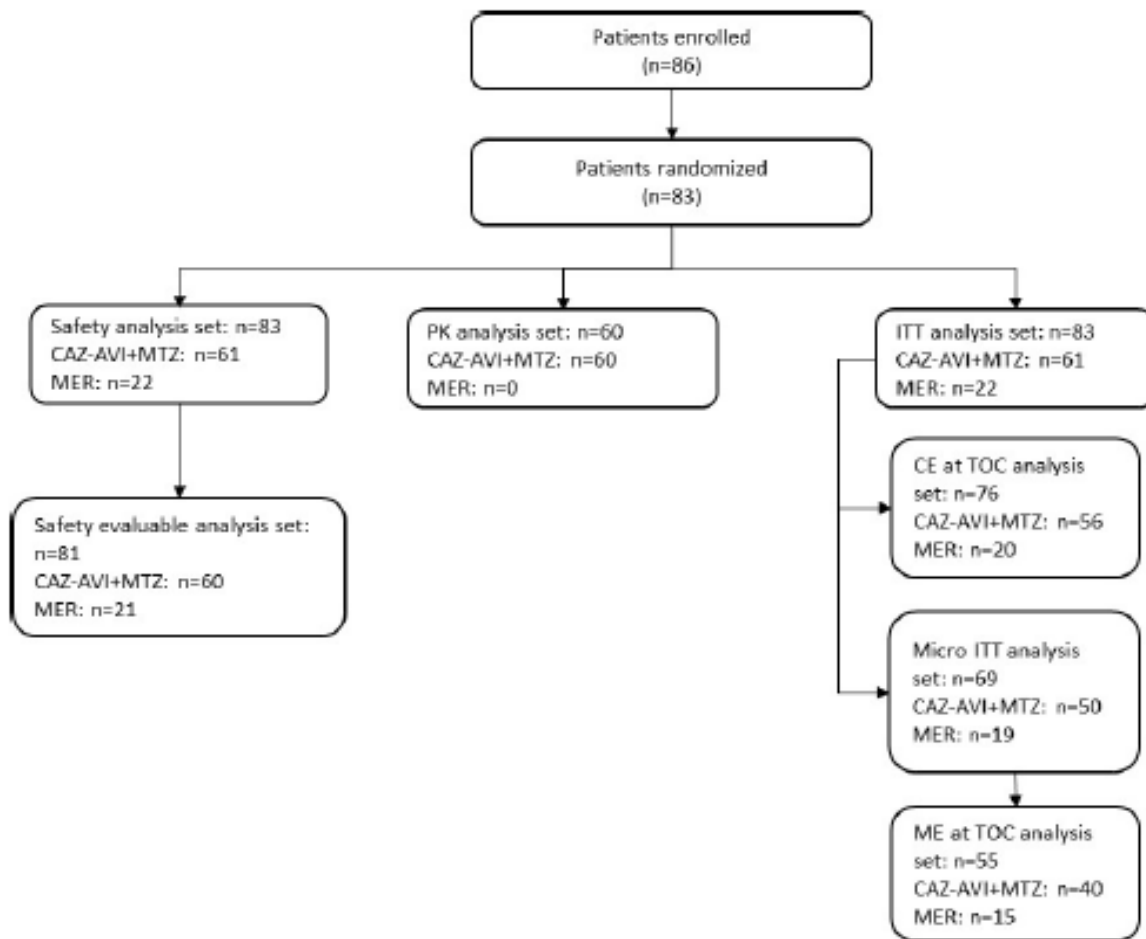 Patients enrolled
(n=86)
Patients randomized
(n=83)
Safety analysis set: n=83
CAZ-AVI+MTZ: n=61
MER: n=22
PK analysis set: n=60
CAZ-AVI+MTZ: n=60
MER: n=0
ITT analysis set: n=83
CAZ-AVI+MTZ: n=61
MER: n=22
Safety evaluable analysis set:
n=81
CAZ-AVI+MTZ: n=60
MER: n=21
CE at TOC analysis
set: n=76
CAZ-AVI+MTZ: n=56
MER: n=20
Micro ITT analysis
set: n=69
CAZ-AVI+MTZ: n=50
MER: n=19
ME at TOC analysis
set: n=55
CAZ-AVI+MTZ: n=40
MER: n=15